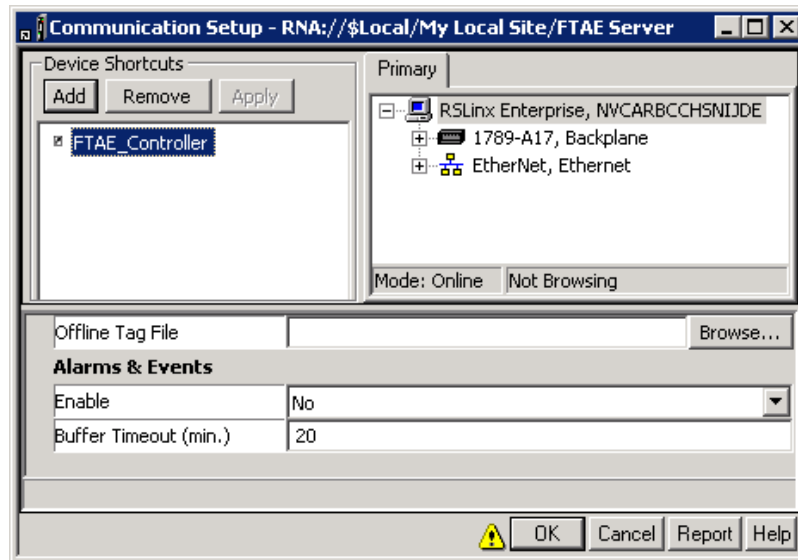 Communication Setup - RNA://$Local/My Local Site/FTAE Server
Device Shortcuts
Add Remove Apply
FTAE_Controller
Primary
RSLinx Enterprise, NVCARBCCHSNIJDE
1789-A17, Backplane
EtherNet, Ethernet
Mode: Online Not Browsing
Offline Tag File Browse...
Alarms & Events
Enable No
Buffer Timeout (min.) 20
OK Cancel Report Help